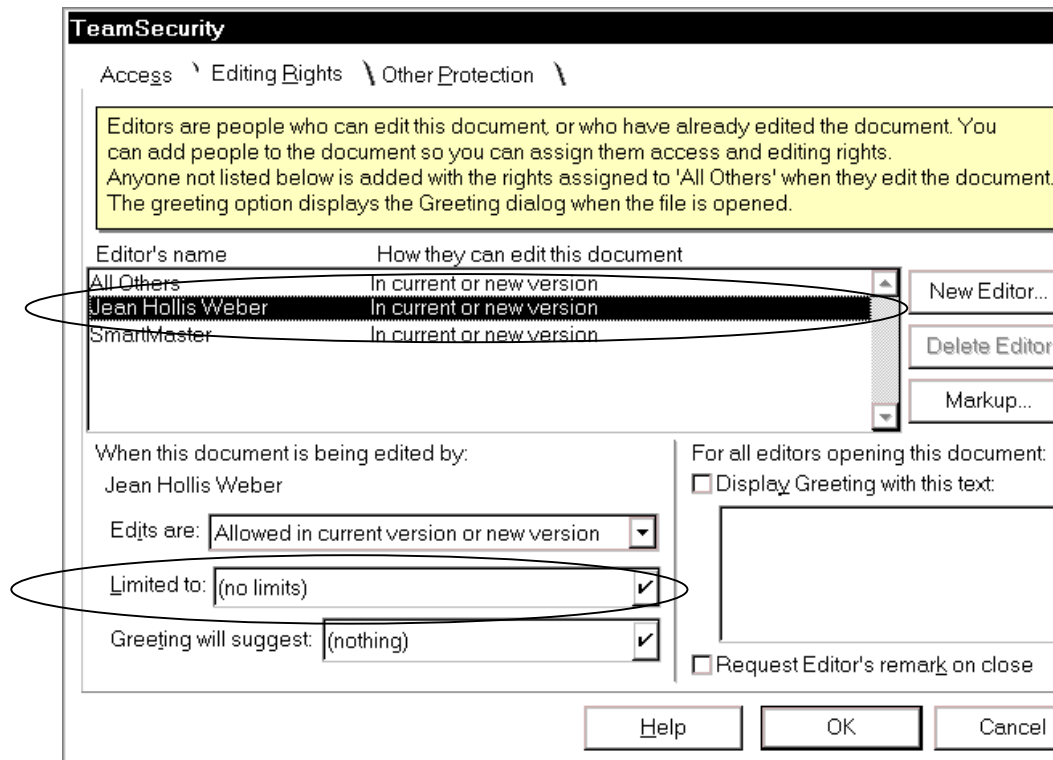 TeamSecurity
Access Editing Rights Other Protection
Editors are people who can edit this document, or who have already edited the document. You
can add people to the document so you can assign them access and editing rights.
Anyone not listed below is added with the rights assigned to 'All Others' when they edit the document.
The greeting option displays the Greeting dialog when the file is opened.
Editor's name How they can edit this document
All Others In current or new version
Jean Hollis Weber In current or new version
SmartMaster In current or new version
New Editor...
Delete Editor
Markup...
When this document is being edited by:
Jean Hollis Weber
Edits are: Allowed in current version or new version
Limited to: (no limits)
Greeting will suggest: (nothing)
For all editors opening this document:
Display Greeting with this text:
Request Editor's remark on close
Help OK Cancel